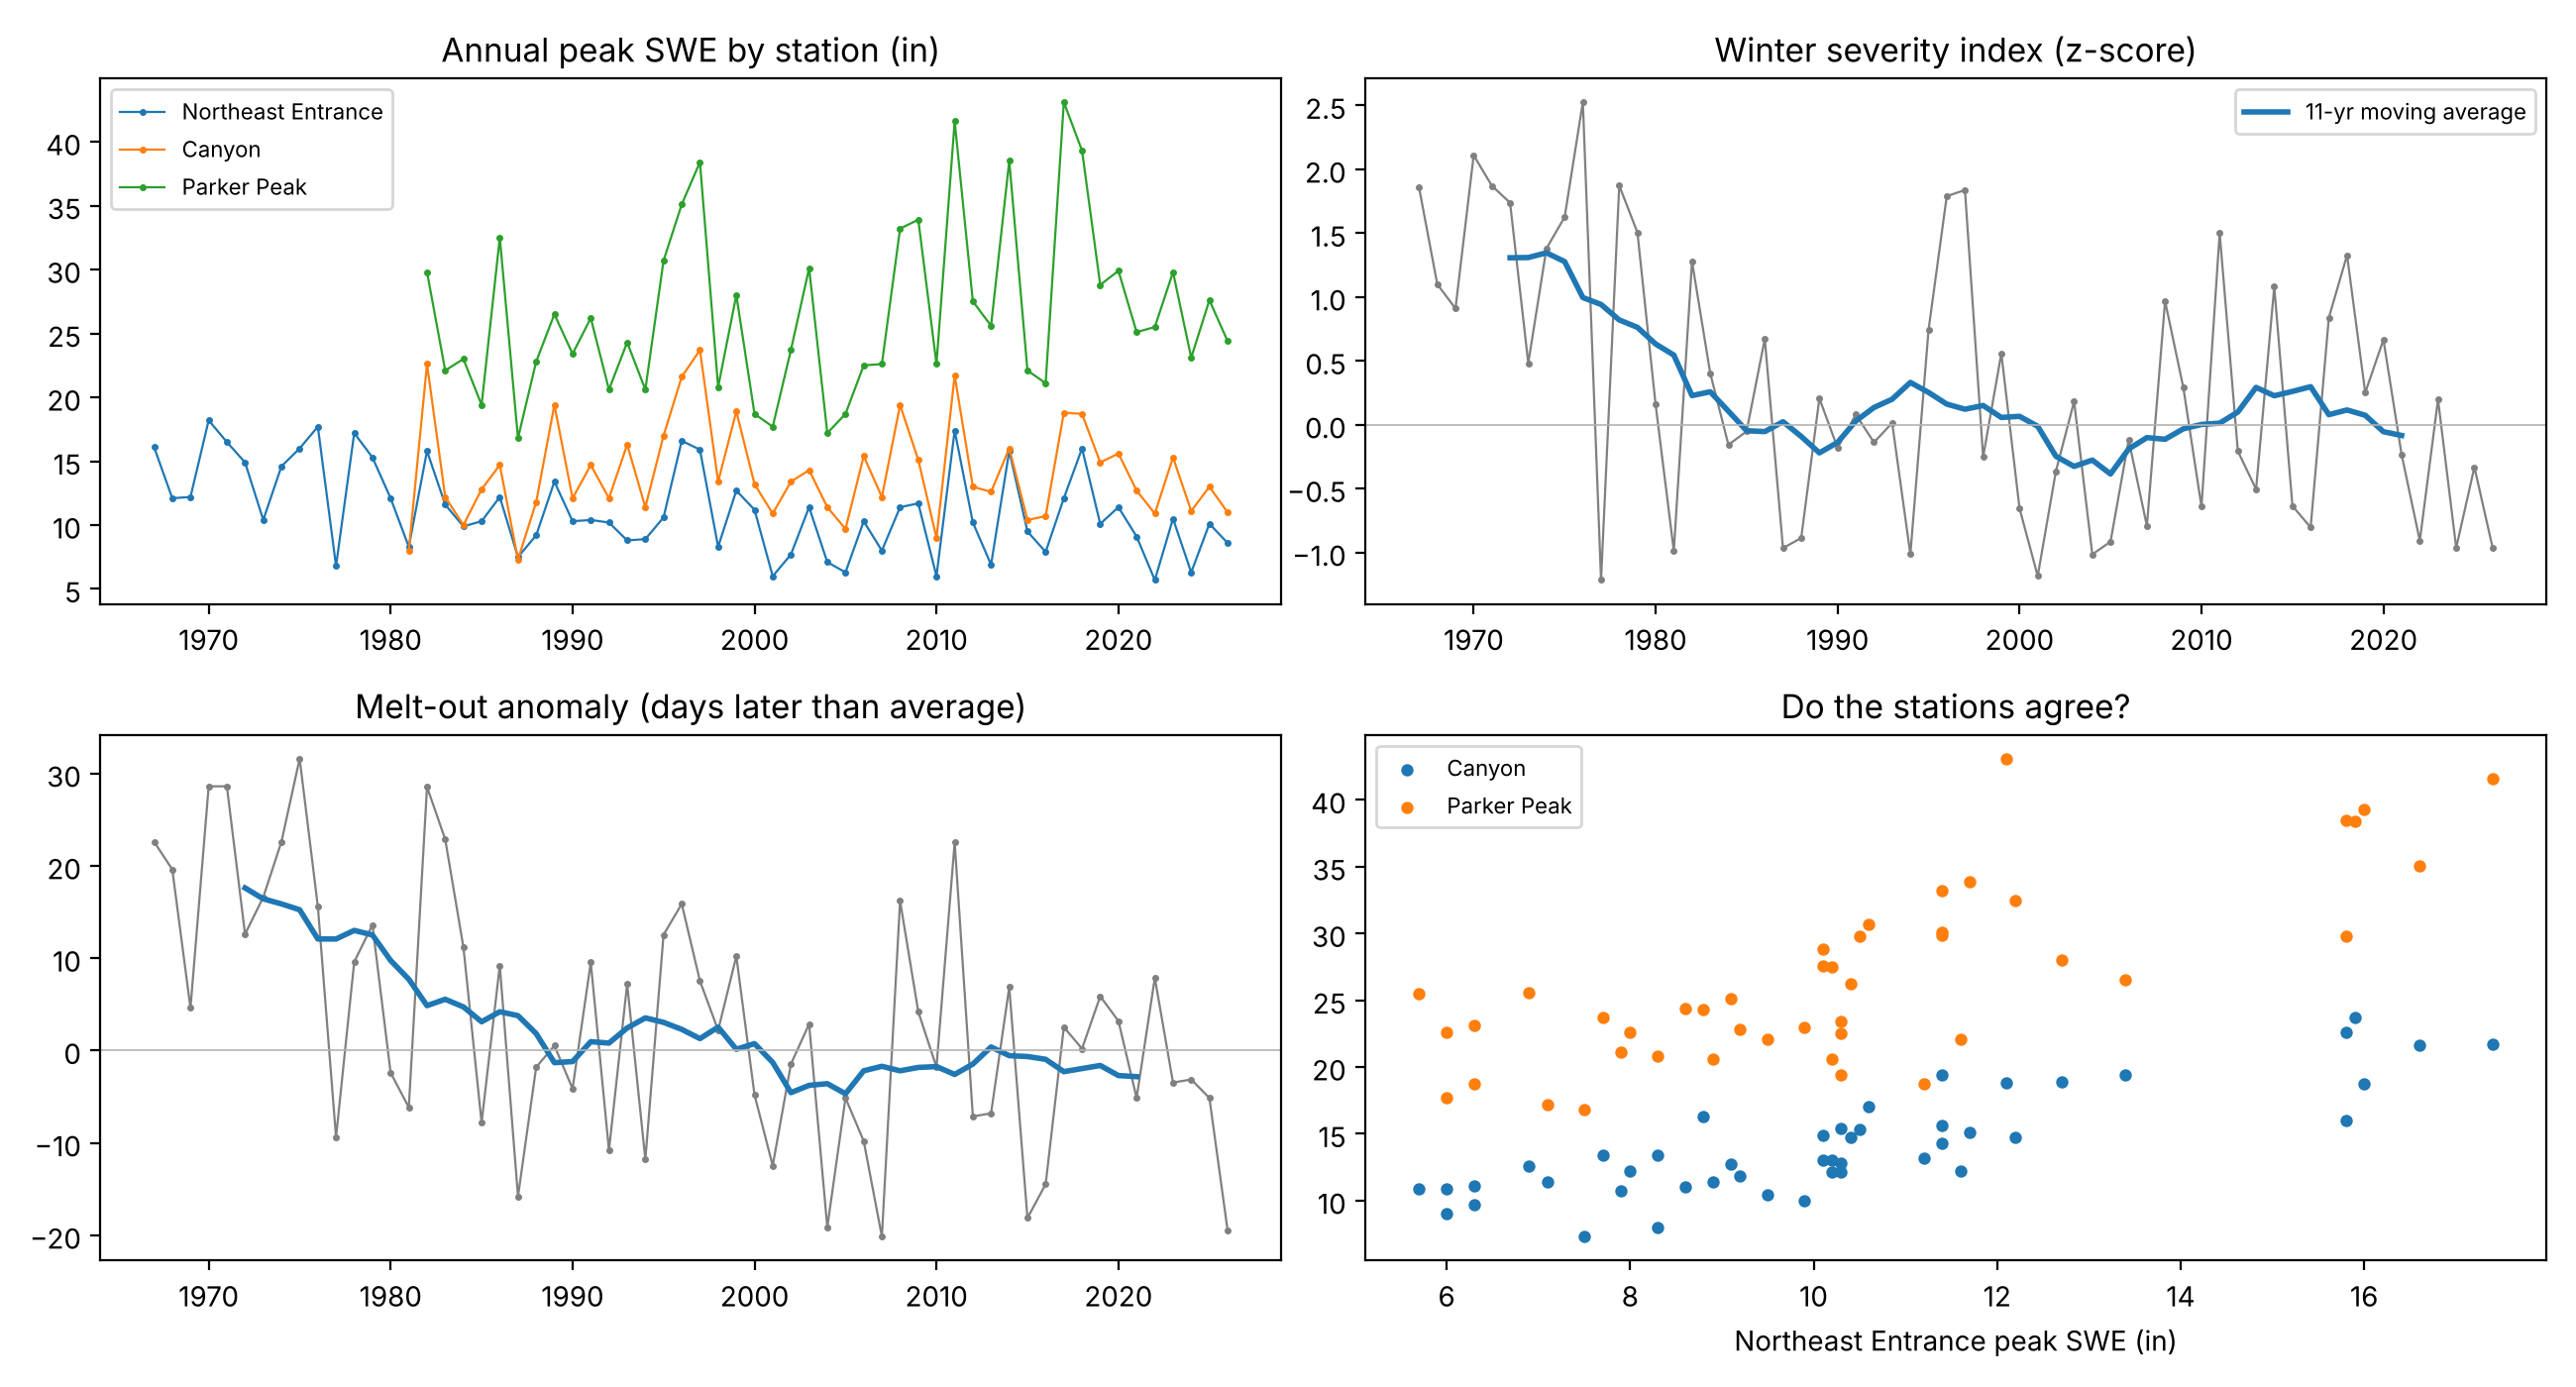 Annual peak SWE by station (in)
Northeast Entrance
Canyon
Parker Peak
40
35
30
25
20
15
10
5
1970 1980 1990 2000 2010 2020
Winter severity index (z-score)
11-yr moving average
2.5
2.0
1.5
1.0
0.5
0.0
−0.5
−1.0
1970 1980 1990 2000 2010 2020
Melt-out anomaly (days later than average)
30
20
10
0
−10
−20
1970 1980 1990 2000 2010 2020
Do the stations agree?
Canyon
Parker Peak
40
35
30
25
20
15
10
6 8 10 12 14 16
Northeast Entrance peak SWE (in)